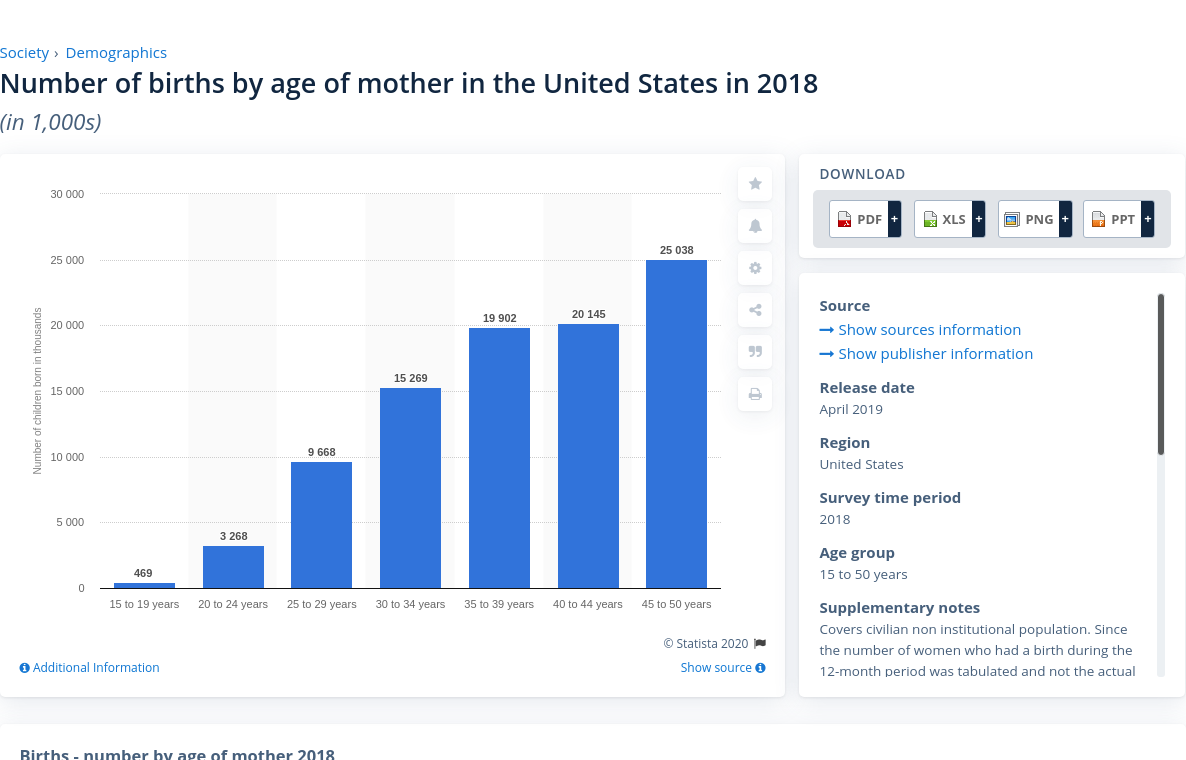 Society › Demographics
Number of births by age of mother in the United States in 2018
(in 1,000s)
30 000
25 000
20 000
15 000
10 000
5 000
0
Number of children born in thousands
469
3 268
9 668
15 269
19 902
20 145
25 038
15 to 19 years
20 to 24 years
25 to 29 years
30 to 34 years
35 to 39 years
40 to 44 years
45 to 50 years
© Statista 2020
Additional Information
Show source
DOWNLOAD
PDF + XLS + PNG + PPT +
Source
Show sources information
Show publisher information
Release date
April 2019
Region
United States
Survey time period
2018
Age group
15 to 50 years
Supplementary notes
Covers civilian non institutional population. Since
the number of women who had a birth during the
12-month period was tabulated and not the actual
Births - number by age of mother 2018